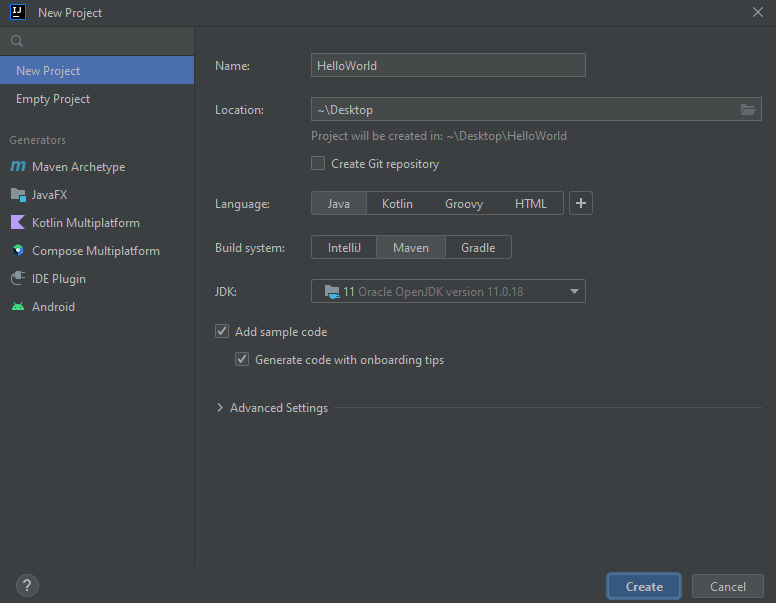 IJ New Project
New Project
Empty Project
Generators
Maven Archetype
JavaFX
Kotlin Multiplatform
Compose Multiplatform
IDE Plugin
Android
Name: HelloWorld
Location: ~\Desktop
Project will be created in: ~\Desktop\HelloWorld
Create Git repository
Language: Java Kotlin Groovy HTML +
Build system: IntelliJ Maven Gradle
JDK: 11 Oracle OpenJDK version 11.0.18
Add sample code
Generate code with onboarding tips
Advanced Settings
? Create Cancel